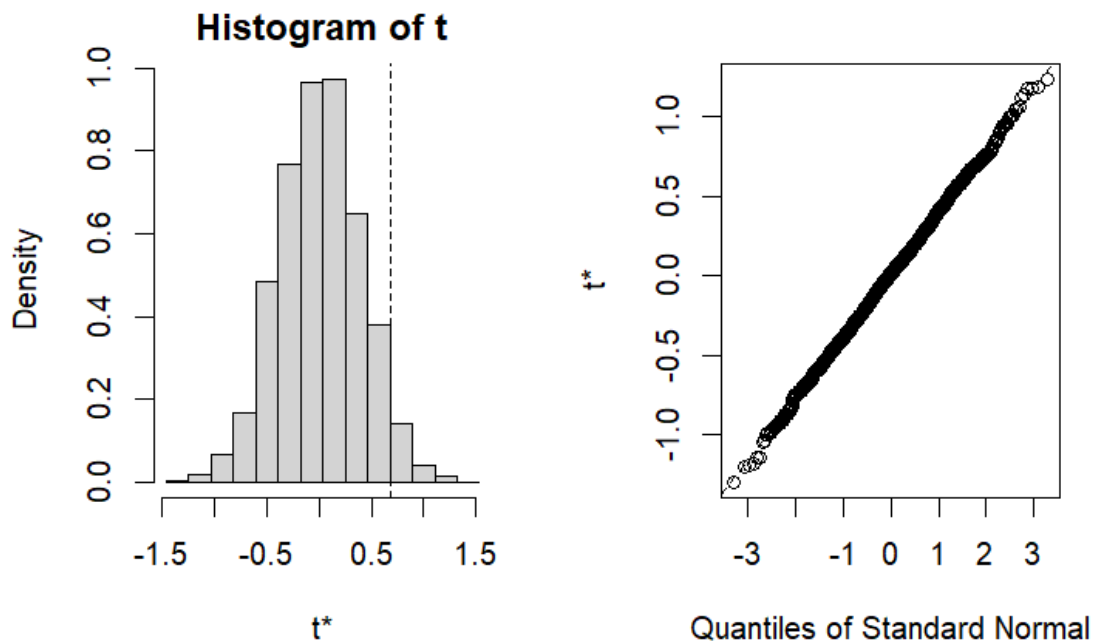 Histogram of t
Density
0.0 0.2 0.4 0.6 0.8 1.0
-1.5 -0.5 0.5 1.5
t*
t*
-1.0 -0.5 0.0 0.5 1.0
-3 -1 0 1 2 3
Quantiles of Standard Normal